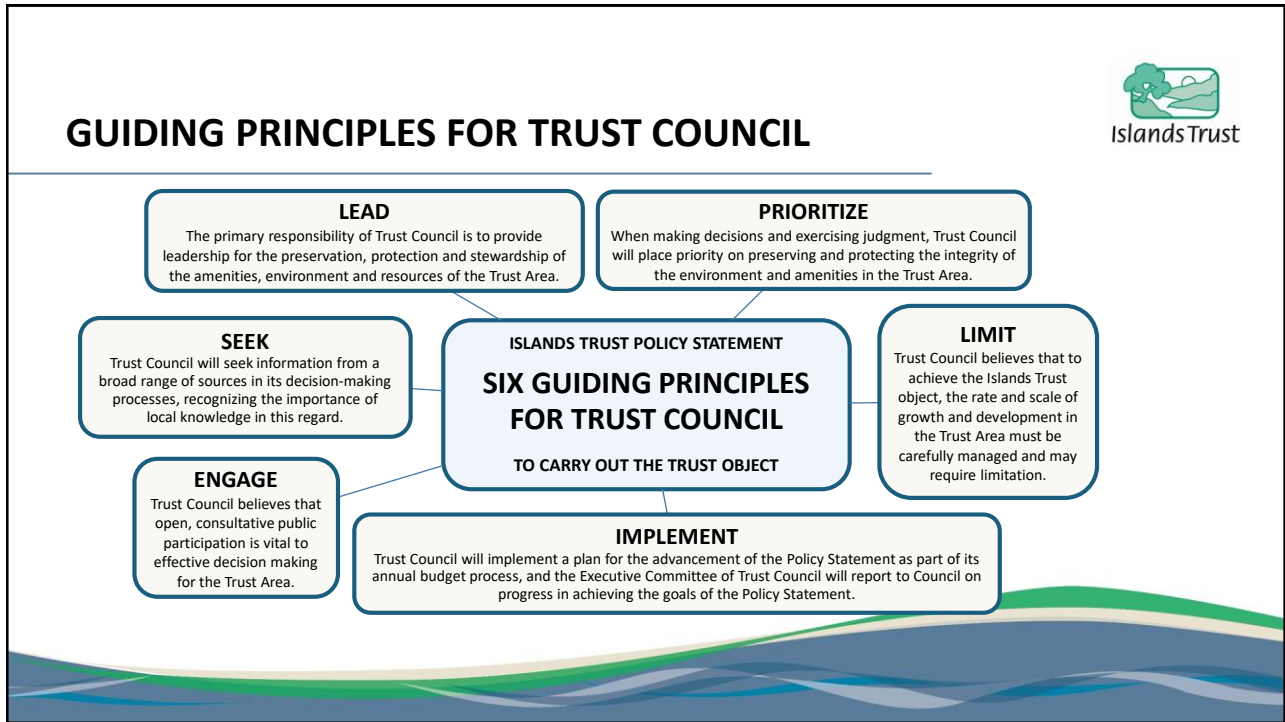 GUIDING PRINCIPLES FOR TRUST COUNCIL
Islands Trust
LEAD
The primary responsibility of Trust Council is to provide
leadership for the preservation, protection and stewardship of
the amenities, environment and resources of the Trust Area.
PRIORITIZE
When making decisions and exercising judgment, Trust Council
will place priority on preserving and protecting the integrity of
the environment and amenities in the Trust Area.
SEEK
Trust Council will seek information from a
broad range of sources in its decision-making
processes, recognizing the importance of
local knowledge in this regard.
ISLANDS TRUST POLICY STATEMENT
SIX GUIDING PRINCIPLES
FOR TRUST COUNCIL
TO CARRY OUT THE TRUST OBJECT
LIMIT
Trust Council believes that to
achieve the Islands Trust
object, the rate and scale of
growth and development in
the Trust Area must be
carefully managed and may
require limitation.
ENGAGE
Trust Council believes that
open, consultative public
participation is vital to
effective decision making
for the Trust Area.
IMPLEMENT
Trust Council will implement a plan for the advancement of the Policy Statement as part of its
annual budget process, and the Executive Committee of Trust Council will report to Council on
progress in achieving the goals of the Policy Statement.